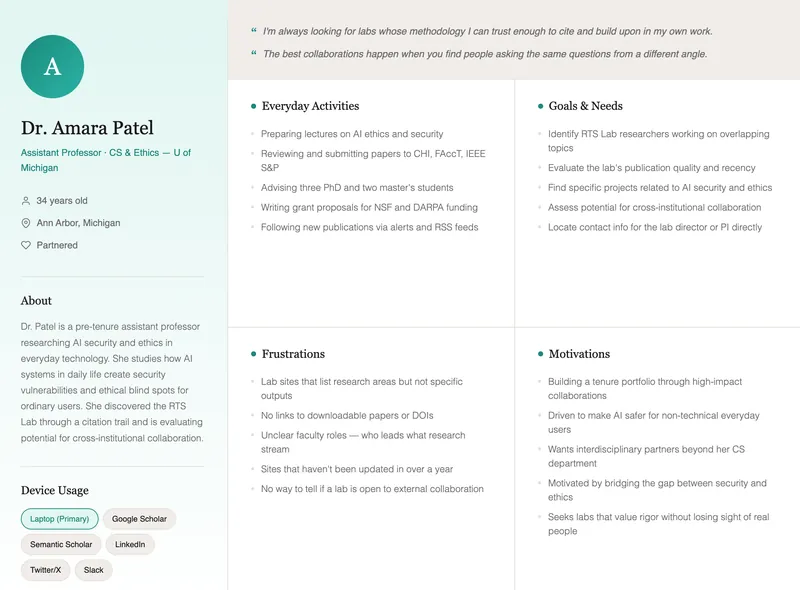 A
Dr. Amara Patel
Assistant Professor · CS & Ethics — U of
Michigan
34 years old
Ann Arbor, Michigan
Partnered
About
Dr. Patel is a pre-tenure assistant professor
researching AI security and ethics in
everyday technology. She studies how AI
systems in daily life create security
vulnerabilities and ethical blind spots for
ordinary users. She discovered the RTS
Lab through a citation trail and is evaluating
potential for cross-institutional collaboration.
Device Usage
Laptop (Primary)
Google Scholar
Semantic Scholar
LinkedIn
Twitter/X
Slack
“ I'm always looking for labs whose methodology I can trust enough to cite and build upon in my own work.
“ The best collaborations happen when you find people asking the same questions from a different angle.
Everyday Activities
Preparing lectures on AI ethics and security
Reviewing and submitting papers to CHI, FAccT, IEEE
S&P
Advising three PhD and two master's students
Writing grant proposals for NSF and DARPA funding
Following new publications via alerts and RSS feeds
Goals & Needs
Identify RTS Lab researchers working on overlapping
topics
Evaluate the lab's publication quality and recency
Find specific projects related to AI security and ethics
Assess potential for cross-institutional collaboration
Locate contact info for the lab director or PI directly
Frustrations
Lab sites that list research areas but not specific
outputs
No links to downloadable papers or DOIs
Unclear faculty roles — who leads what research
stream
Sites that haven't been updated in over a year
No way to tell if a lab is open to external collaboration
Motivations
Building a tenure portfolio through high-impact
collaborations
Driven to make AI safer for non-technical everyday
users
Wants interdisciplinary partners beyond her CS
department
Motivated by bridging the gap between security and
ethics
Seeks labs that value rigor without losing sight of real
people